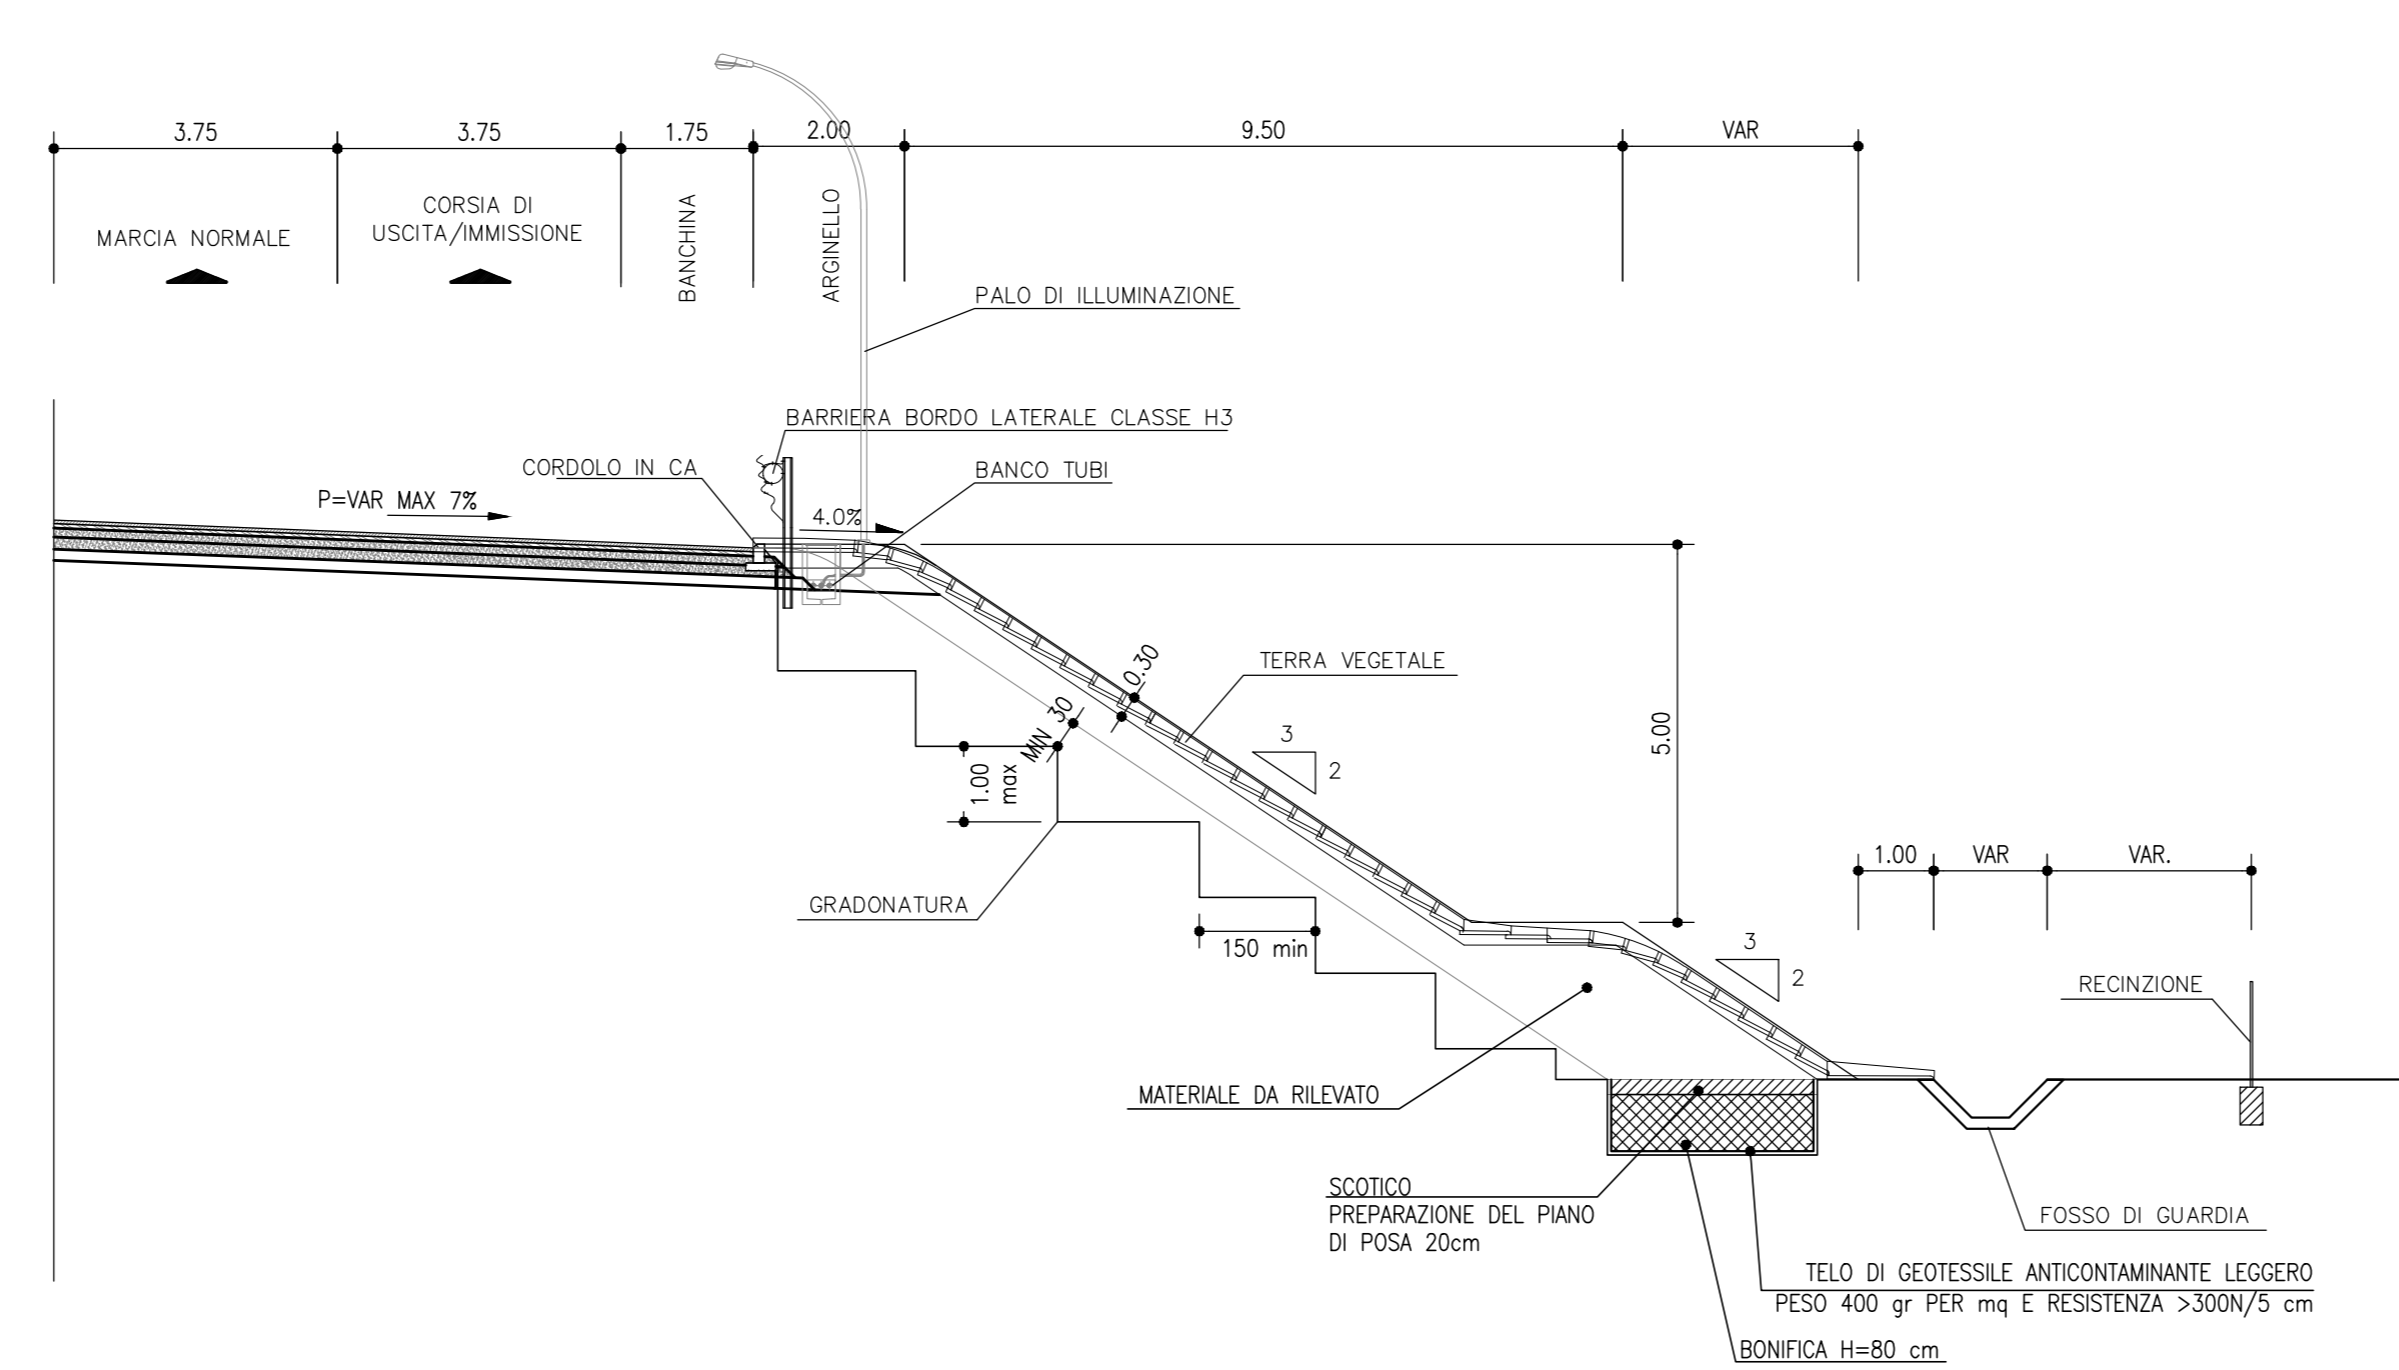 3.75
3.75
1.75
2.00
9.50
VAR
MARCIA NORMALE
CORSIA DI
USCITA/IMMISSIONE
BANCHINA
ARGINELLO
PALO DI ILLUMINAZIONE
BARRIERA BORDO LATERALE CLASSE H3
CORDOLO IN CA
BANCO TUBI
P=VAR MAX 7%
4.0%
0.30
TERRA VEGETALE
MIN 30
3
2
5.00
1.00
max
1.00
VAR
VAR.
GRADONATURA
150 min
3
2
RECINZIONE
MATERIALE DA RILEVATO
SCOTICO
PREPARAZIONE DEL PIANO
DI POSA 20cm
FOSSO DI GUARDIA
TELO DI GEOTESSILE ANTICONTAMINANTE LEGGERO
PESO 400 gr PER mq E RESISTENZA >300N/5 cm
BONIFICA H=80 cm